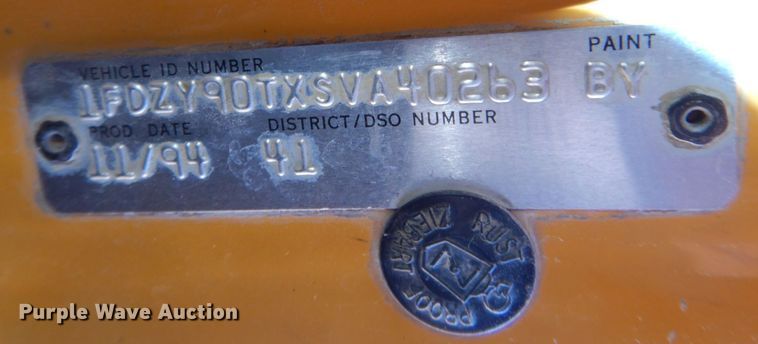 PAINT
VEHICLE ID NUMBER
1FDZY90TXSVA40263 BY
PROD DATE DISTRICT/DSO NUMBER
11/94 41
ZIEBART RUST PROOF
Purple Wave Auction